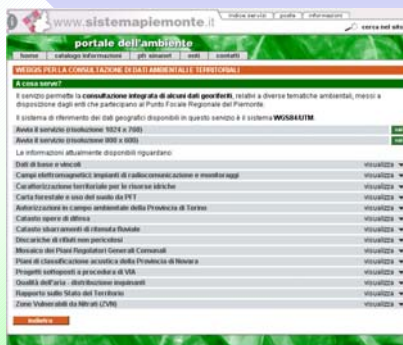 www.sistemapiemonte.it
indice servizi | posta | informazioni
cerca nel sito
portale dell'ambiente
home catalogo informazioni pfr sinanet enti contatti
WEBGIS PER LA CONSULTAZIONE DI DATI AMBIENTALI E TERRITORIALI
A cosa serve?
Il servizio permette la consultazione integrata di alcuni dati georiferiti, relativi a diverse tematiche ambientali, messi a
disposizione dagli enti che partecipano al Punto Focale Regionale del Piemonte.
Il sistema di riferimento dei dati geografici disponibili in questo servizio è il sistema WGS84/UTM.
Avvia il servizio (risoluzione 1024 x 768)
Avvia il servizio (risoluzione 800 x 600)
Le informazioni attualmente disponibili riguardano:
Dati di base e vincoli visualizza
Campi elettromagnetici: impianti di radiocomunicazione e monitoraggi visualizza
Caratterizzazione territoriale per le risorse idriche visualizza
Carta forestale e uso del suolo da PFT visualizza
Autorizzazioni in campo ambientale della Provincia di Torino visualizza
Catasto opere di difesa visualizza
Catasto sbarramenti di ritenuta fluviale visualizza
Discariche di rifiuti non pericolosi visualizza
Mosaico dei Piani Regolatori Generali Comunali visualizza
Piani di classificazione acustica della Provincia di Novara visualizza
Progetti sottoposti a procedura di VIA visualizza
Qualità dell'aria - distribuzione inquinanti visualizza
Rapporto sullo Stato del Territorio visualizza
Zone Vulnerabili da Nitrati (ZVN) visualizza
indietro